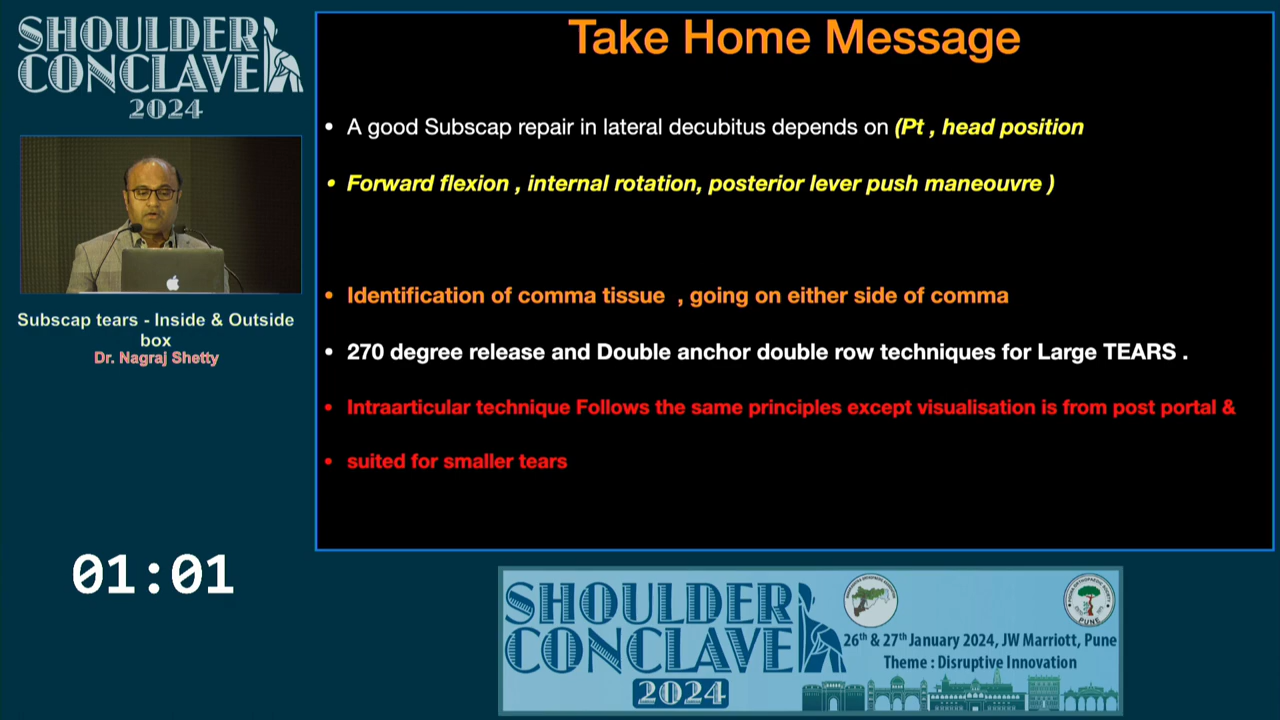 SHOULDER
CONCLAVE
2024
Subscap tears - Inside & Outside
box
Dr. Nagraj Shetty
01:01
Take Home Message
• A good Subscap repair in lateral decubitus depends on (Pt , head position
• Forward flexion , internal rotation, posterior lever push maneouvre )
• Identification of comma tissue , going on either side of comma
• 270 degree release and Double anchor double row techniques for Large TEARS .
• Intraarticular technique Follows the same principles except visualisation is from post portal &
• suited for smaller tears
SHOULDER
CONCLAVE
2024
26th & 27th January 2024, JW Marriott, Pune
Theme : Disruptive Innovation
PUNE